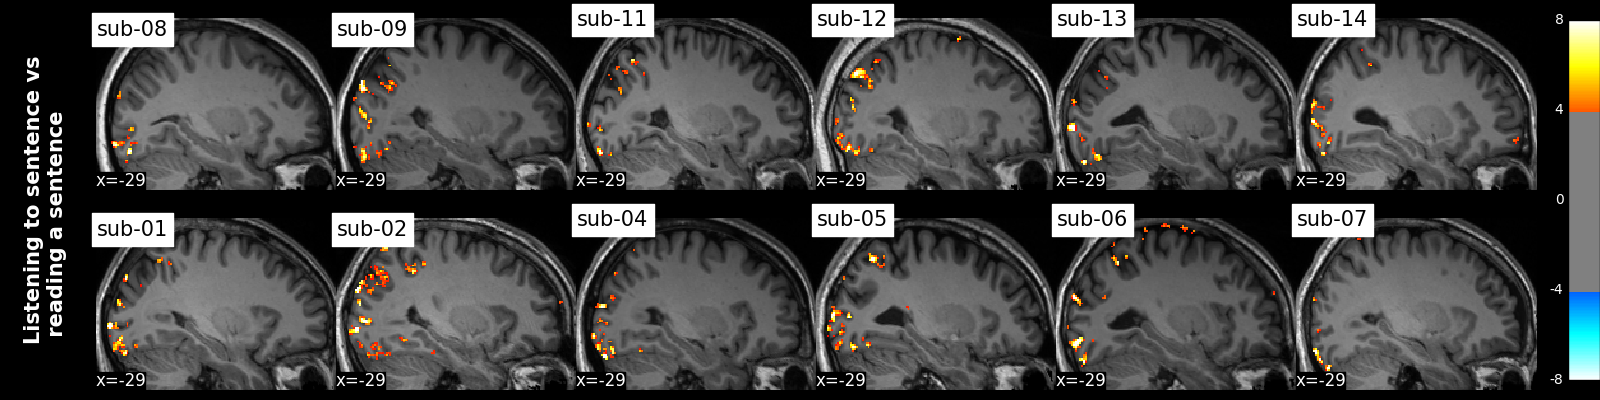 Listening to sentence vs
reading a sentence
sub-08
sub-09
sub-11
sub-12
sub-13
sub-14
x=-29
x=-29
x=-29
x=-29
x=-29
x=-29
sub-01
sub-02
sub-04
sub-05
sub-06
sub-07
x=-29
x=-29
x=-29
x=-29
x=-29
x=-29
8
4
0
-4
-8